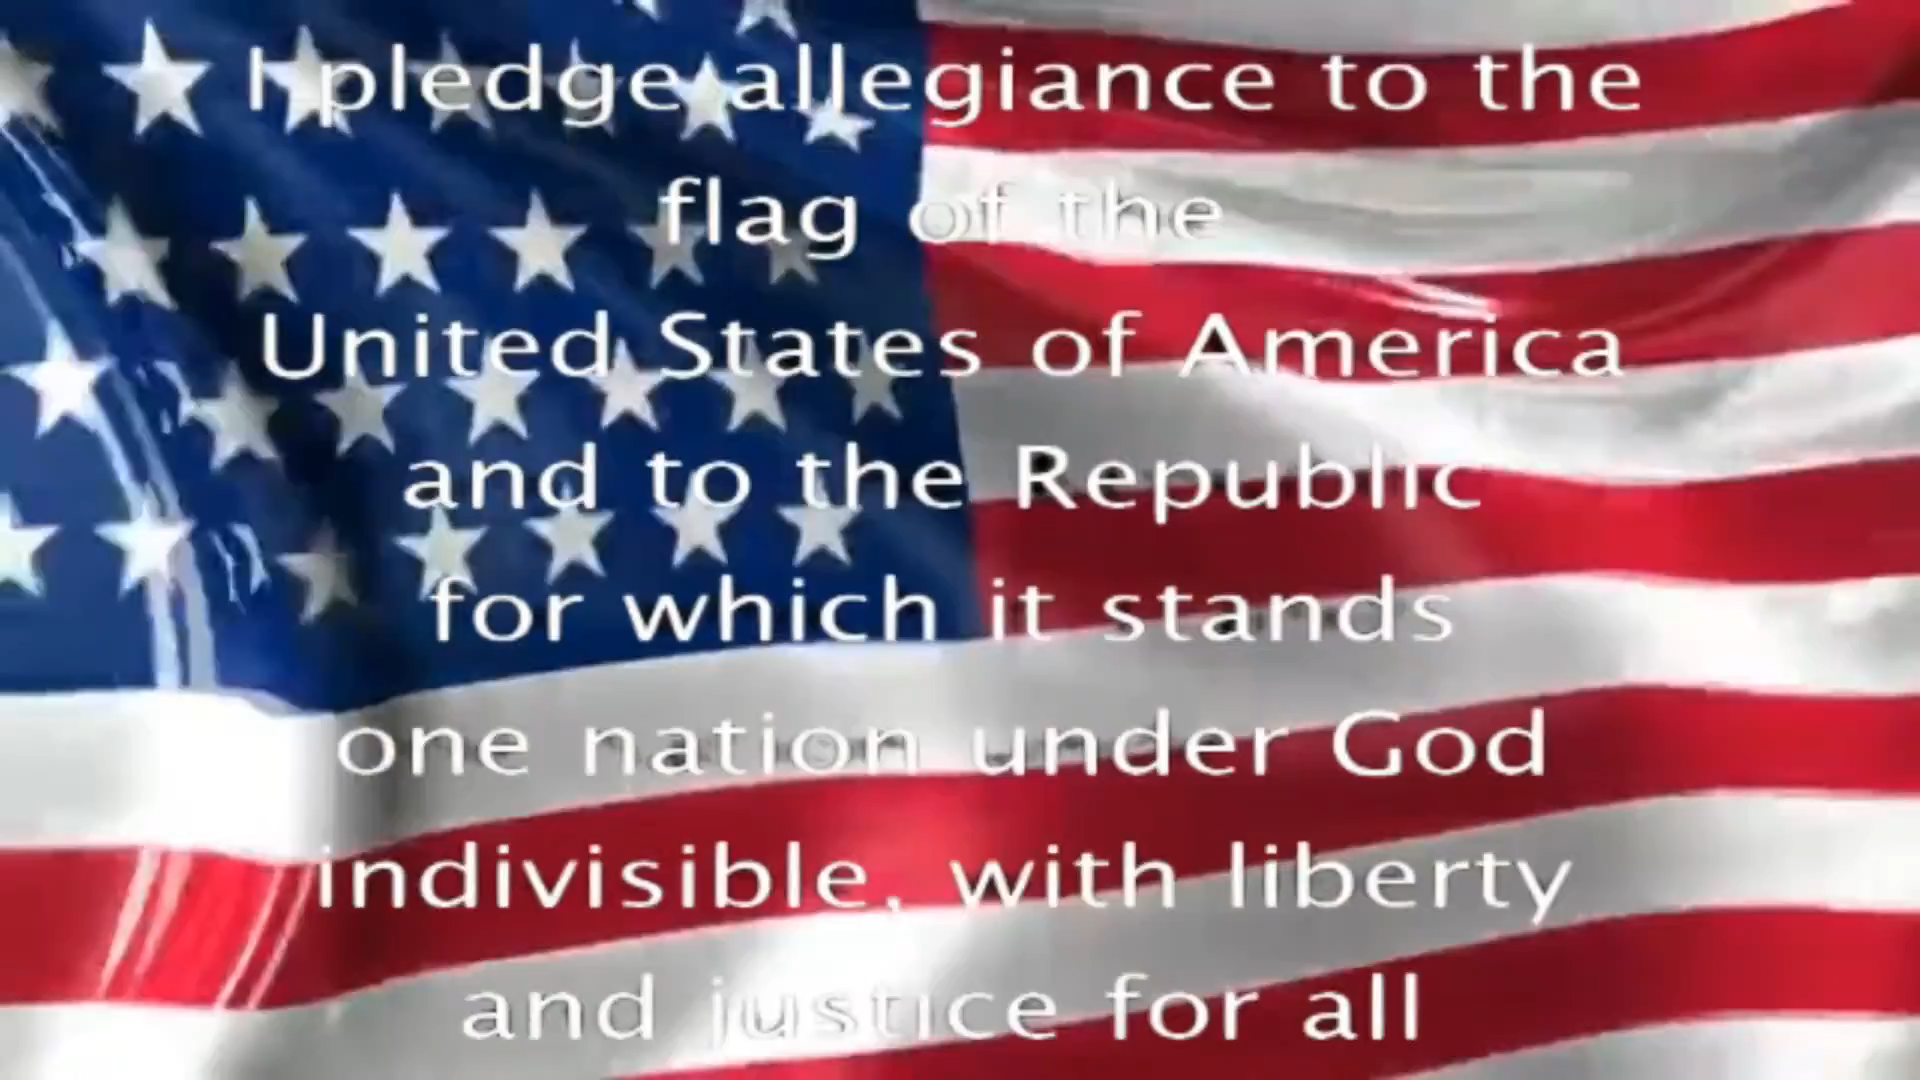 I pledge allegiance to the
flag of the
United States of America
and to the Republic
for which it stands
one nation under God
indivisible, with liberty
and justice for all